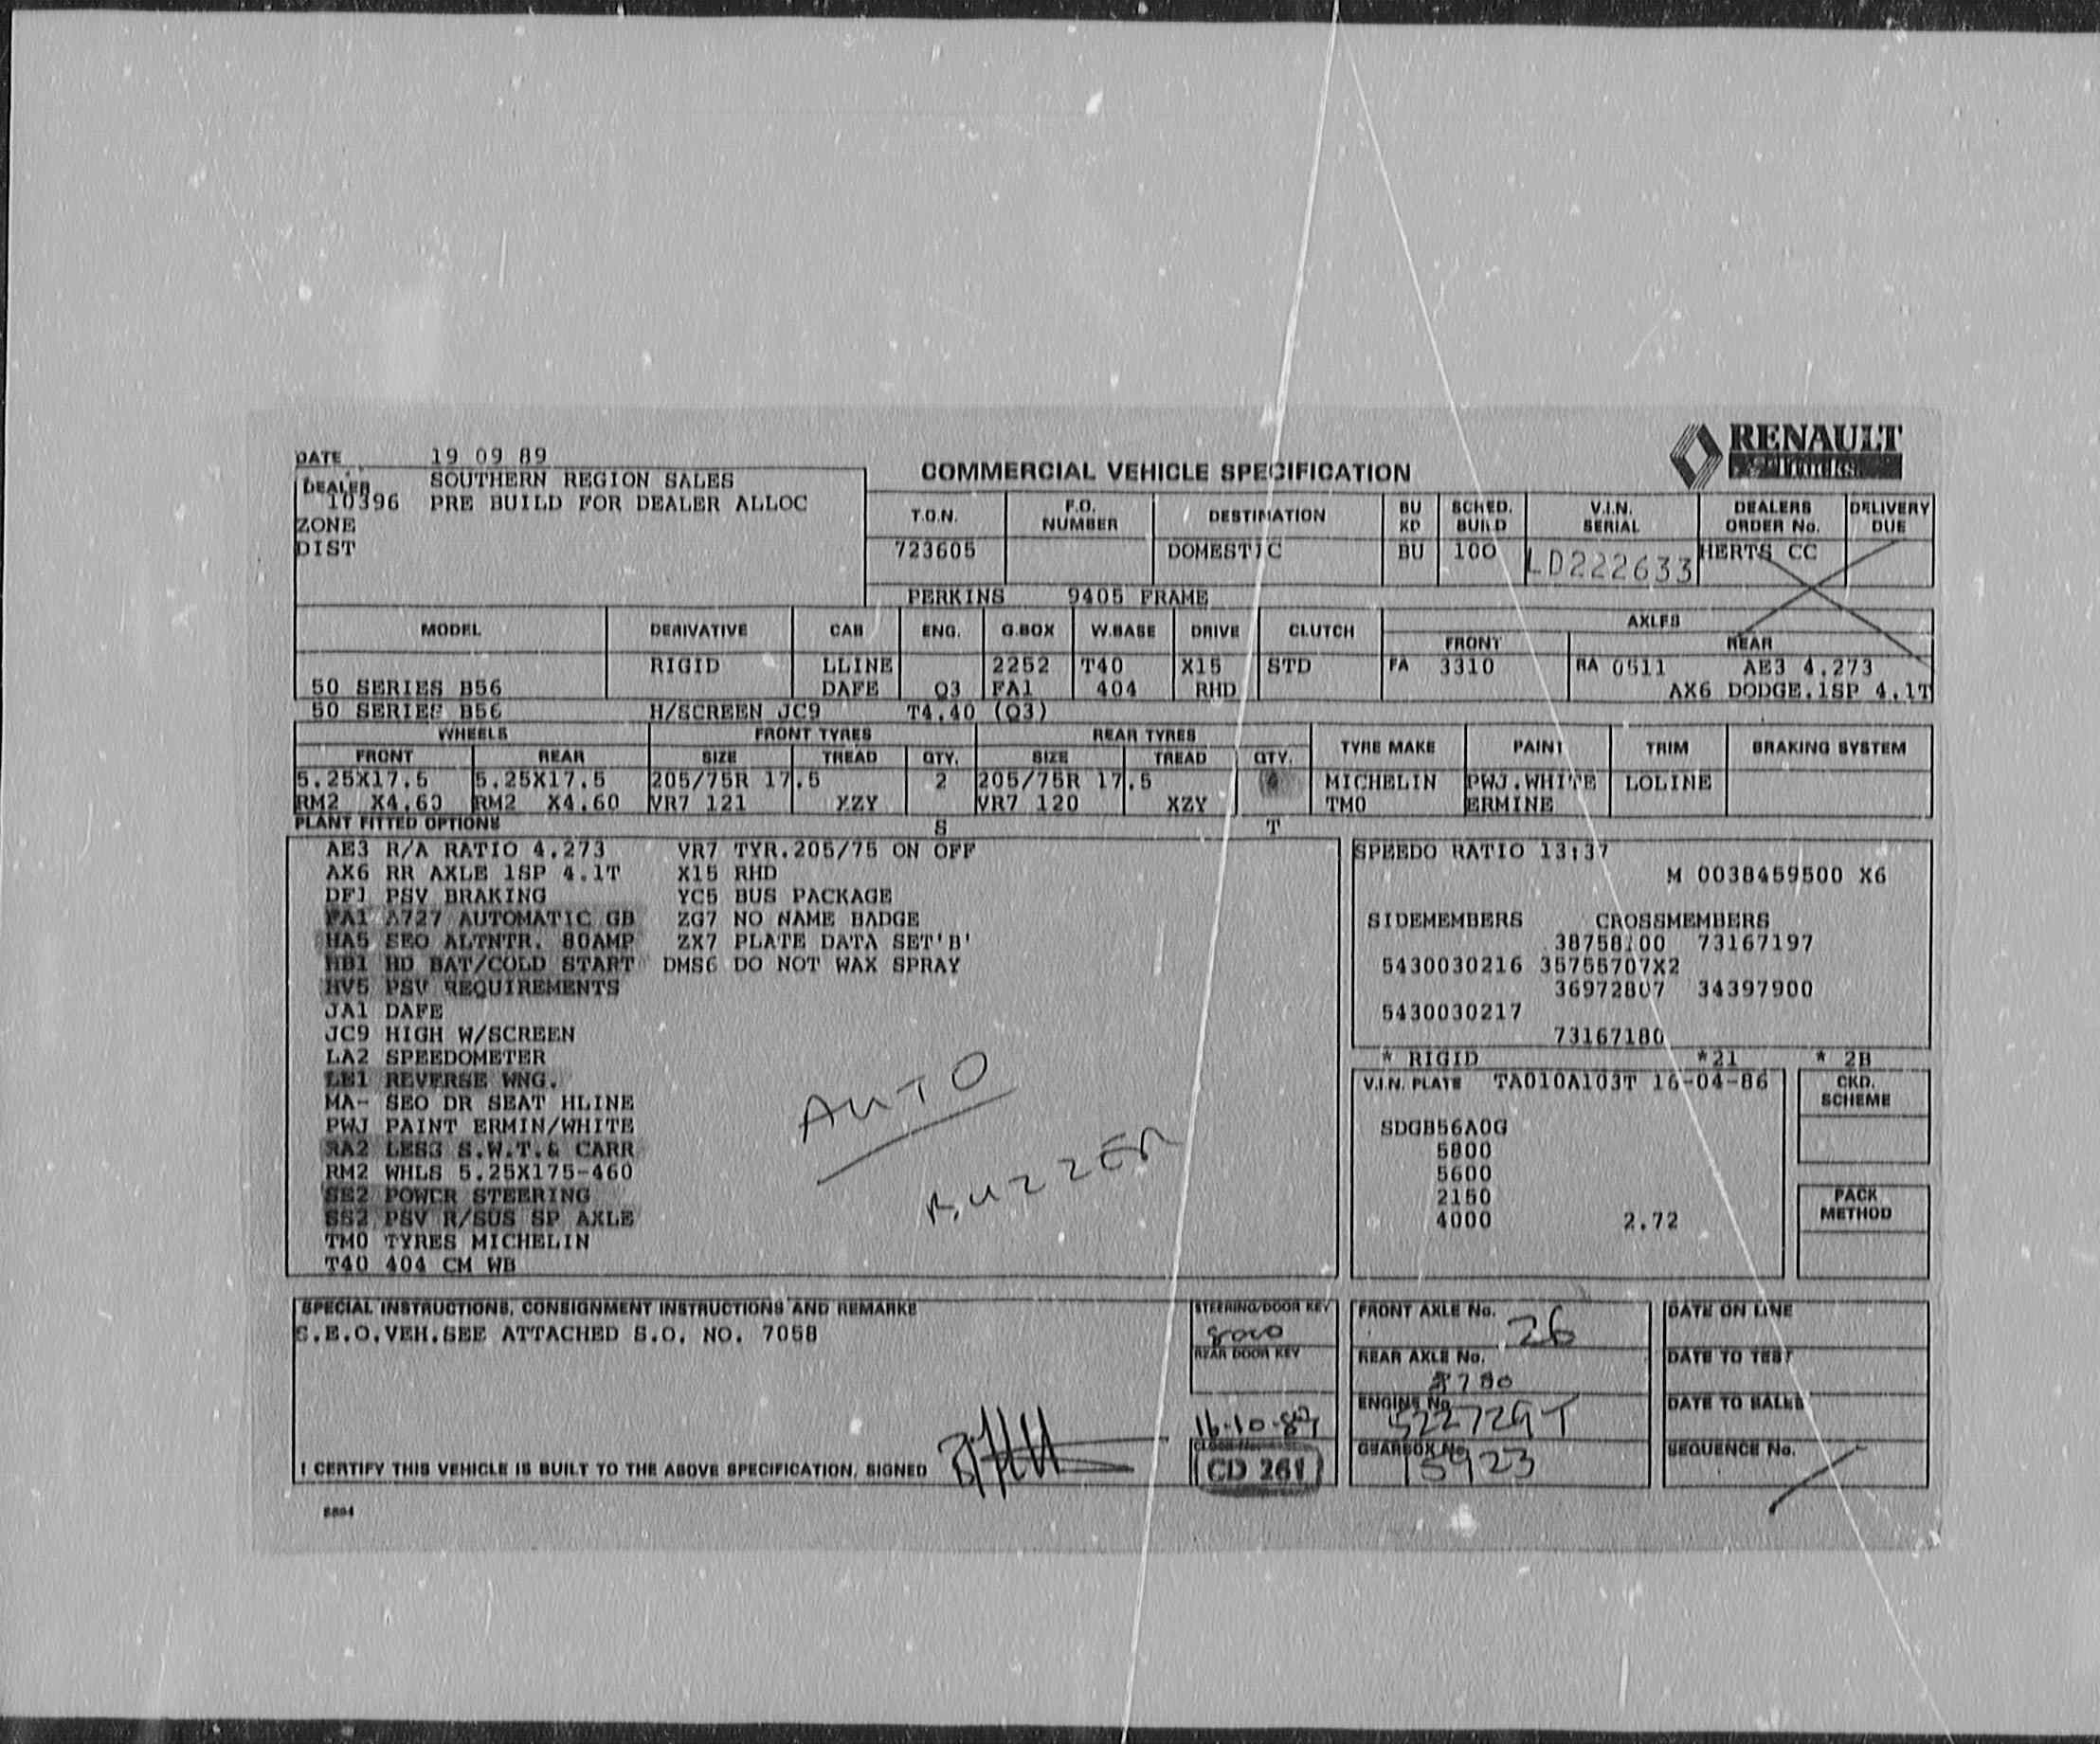 RENAULT
Trucks
DATE 19 09 89
DEALER SOUTHERN REGION SALES
10396 PRE BUILD FOR DEALER ALLOC
ZONE
DIST
COMMERCIAL VEHICLE SPECIFICATION
T.O.N. F.O. NUMBER DESTINATION BU KD SCHED. BUILD V.I.N. SERIAL DEALERS ORDER No. DELIVERY DUE
723605 DOMESTIC BU 100 LD222633 HERTS CC
PERKINS 9405 FRAME
MODEL DERIVATIVE CAB ENG. G.BOX W.BASE DRIVE CLUTCH AXLES
FRONT REAR
RIGID LLINE 2252 T40 X15 STD FA 3310 RA 0511 AE3 4.273
50 SERIES B56 DAFE Q3 FA1 404 RHD AX6 DODGE.1SP 4.1T
50 SERIES B56 H/SCREEN JC9 T4.40 (Q3)
WHEELS FRONT TYRES REAR TYRES TYRE MAKE PAINT TRIM BRAKING SYSTEM
FRONT REAR SIZE TREAD QTY. SIZE TREAD QTY.
5.25X17.5 5.25X17.5 205/75R 17.5 2 205/75R 17.5 MICHELIN PWJ.WHITE LOLINE
RM2 X4.60 RM2 X4.60 VR7 121 XZY VR7 120 XZY TM0 ERMINE
PLANT FITTED OPTIONS S T
AE3 R/A RATIO 4.273 VR7 TYR.205/75 ON OFF
AX6 RR AXLE 1SP 4.1T X15 RHD
DF1 PSV BRAKING YC5 BUS PACKAGE
FA1 A727 AUTOMATIC GB ZG7 NO NAME BADGE
HA5 SEO ALTNTR. 80AMP ZX7 PLATE DATA SET'B'
HB1 HD BAT/COLD START DMS6 DO NOT WAX SPRAY
HV5 PSV REQUIREMENTS
JA1 DAFE
JC9 HIGH W/SCREEN
LA2 SPEEDOMETER
LE1 REVERSE WNG.
MA- SEO DR SEAT HLINE
PWJ PAINT ERMIN/WHITE
RA2 LESS S.W.T.& CARR
RM2 WHLS 5.25X175-460
SE2 POWER STEERING
SS2 PSV R/SUS SP AXLE
TM0 TYRES MICHELIN
T40 404 CM WB
AUTO
BUZZER
SPEEDO RATIO 13:37
M 0038459500 X6
SIDEMEMBERS CROSSMEMBERS
38758100 73167197
5430030216 35755707X2
36972807 34397900
5430030217
73167180
* RIGID *21 * 2B
V.I.N. PLATE TA010A103T 16-04-86
SDGB56A0G
5800
5600
2150
4000 2.72
CKD. SCHEME
PACK METHOD
SPECIAL INSTRUCTIONS, CONSIGNMENT INSTRUCTIONS AND REMARKS
S.E.O.VEH.SEE ATTACHED S.O. NO. 7058
I CERTIFY THIS VEHICLE IS BUILT TO THE ABOVE SPECIFICATION, SIGNED
STEERING/DOOR KEY
REAR DOOR KEY
16-10-89
CD 261
FRONT AXLE No. 26
REAR AXLE No.
ENGINE No. 522729T
GEARBOX No. 15923
DATE ON LINE
DATE TO TEST
DATE TO SALES
SEQUENCE No.